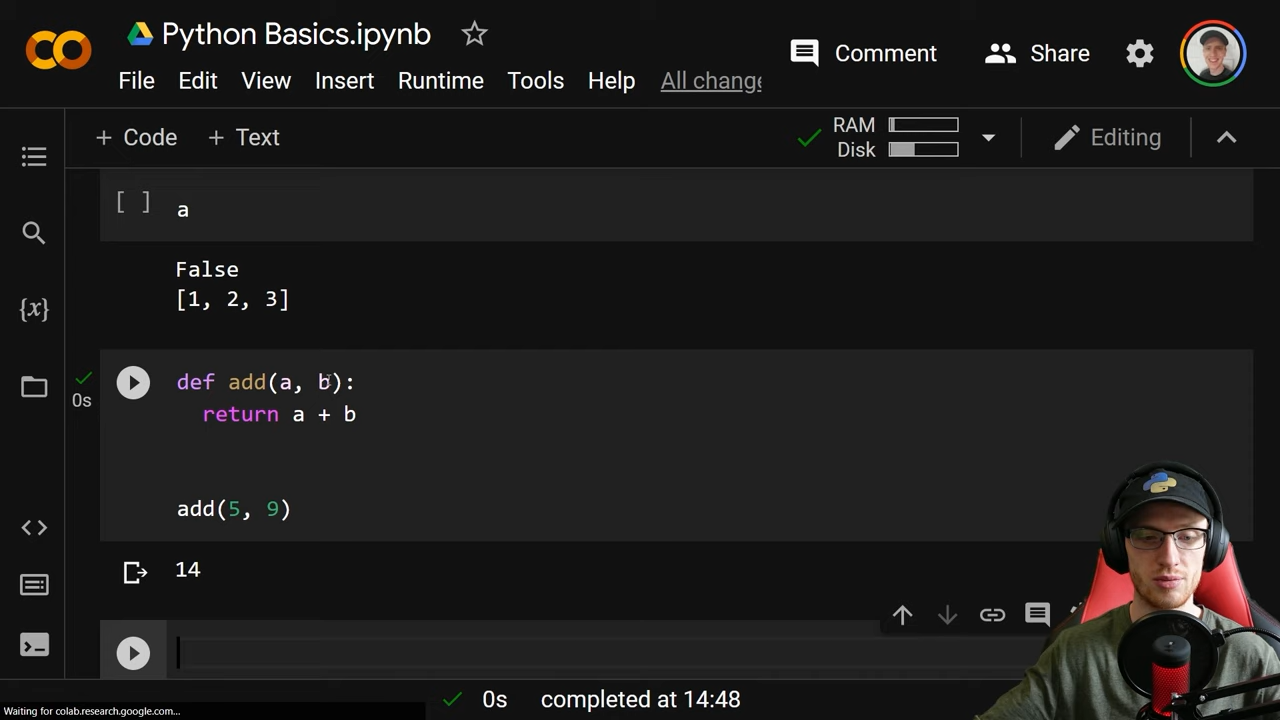 Python Basics.ipynb
Comment
Share
File Edit View Insert Runtime Tools Help All change
+ Code + Text
RAM
Disk
Editing
[ ] a
False
[1, 2, 3]
{x}
def add(a, b):
0s
return a + b
add(5, 9)
14
0s completed at 14:48
Waiting for colab.research.google.com...